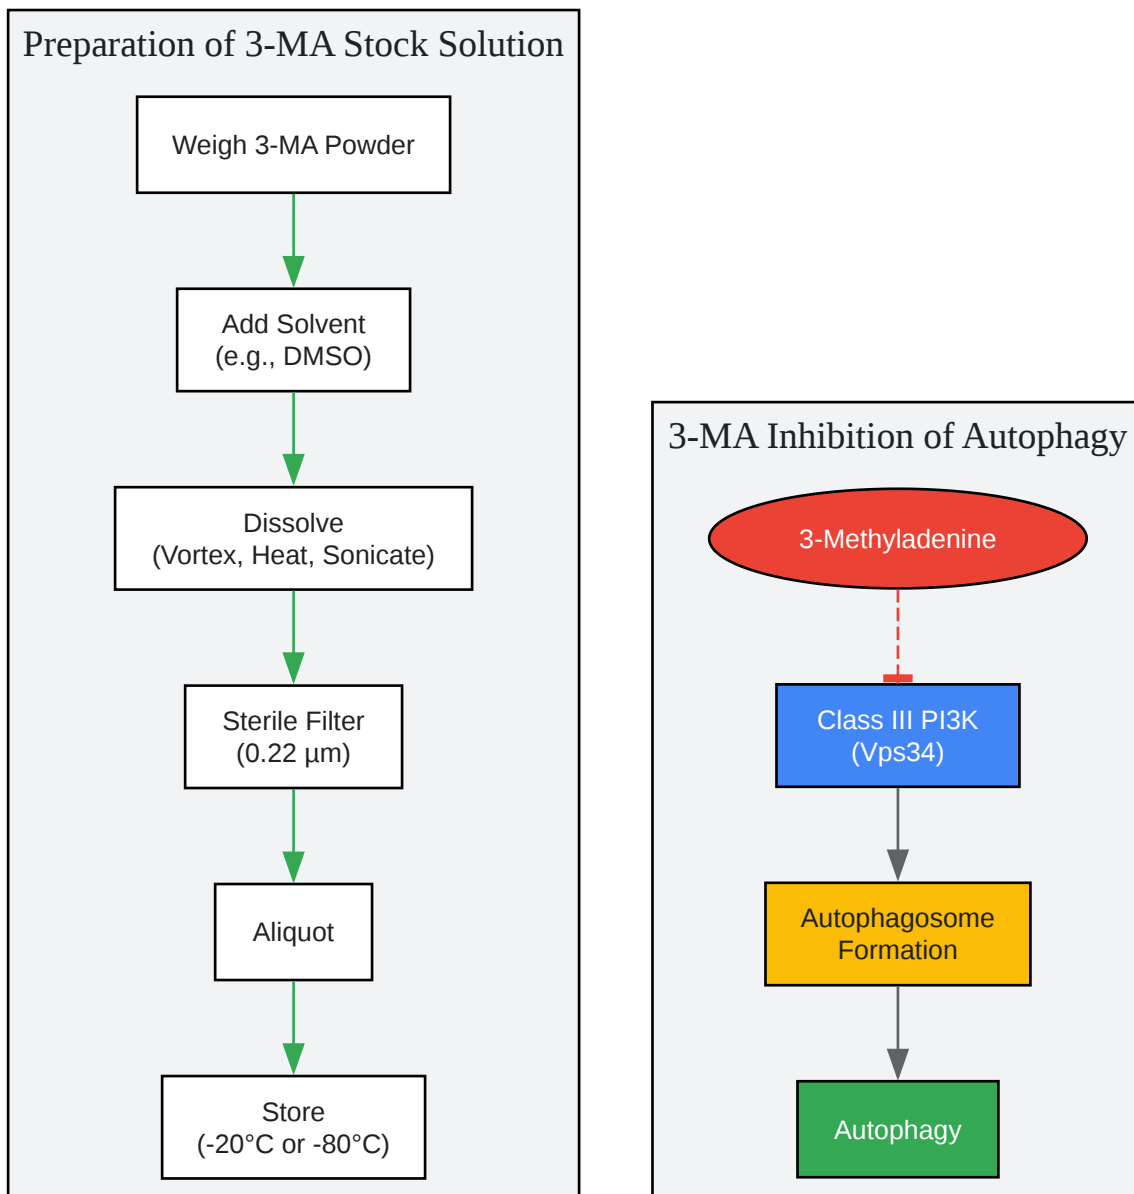 Preparation of 3-MA Stock Solution
Weigh 3-MA Powder
Add Solvent
(e.g., DMSO)
Dissolve
(Vortex, Heat, Sonicate)
Sterile Filter
(0.22 µm)
Aliquot
Store
(-20°C or -80°C)
3-MA Inhibition of Autophagy
3-Methyladenine
Class III PI3K
(Vps34)
Autophagosome
Formation
Autophagy